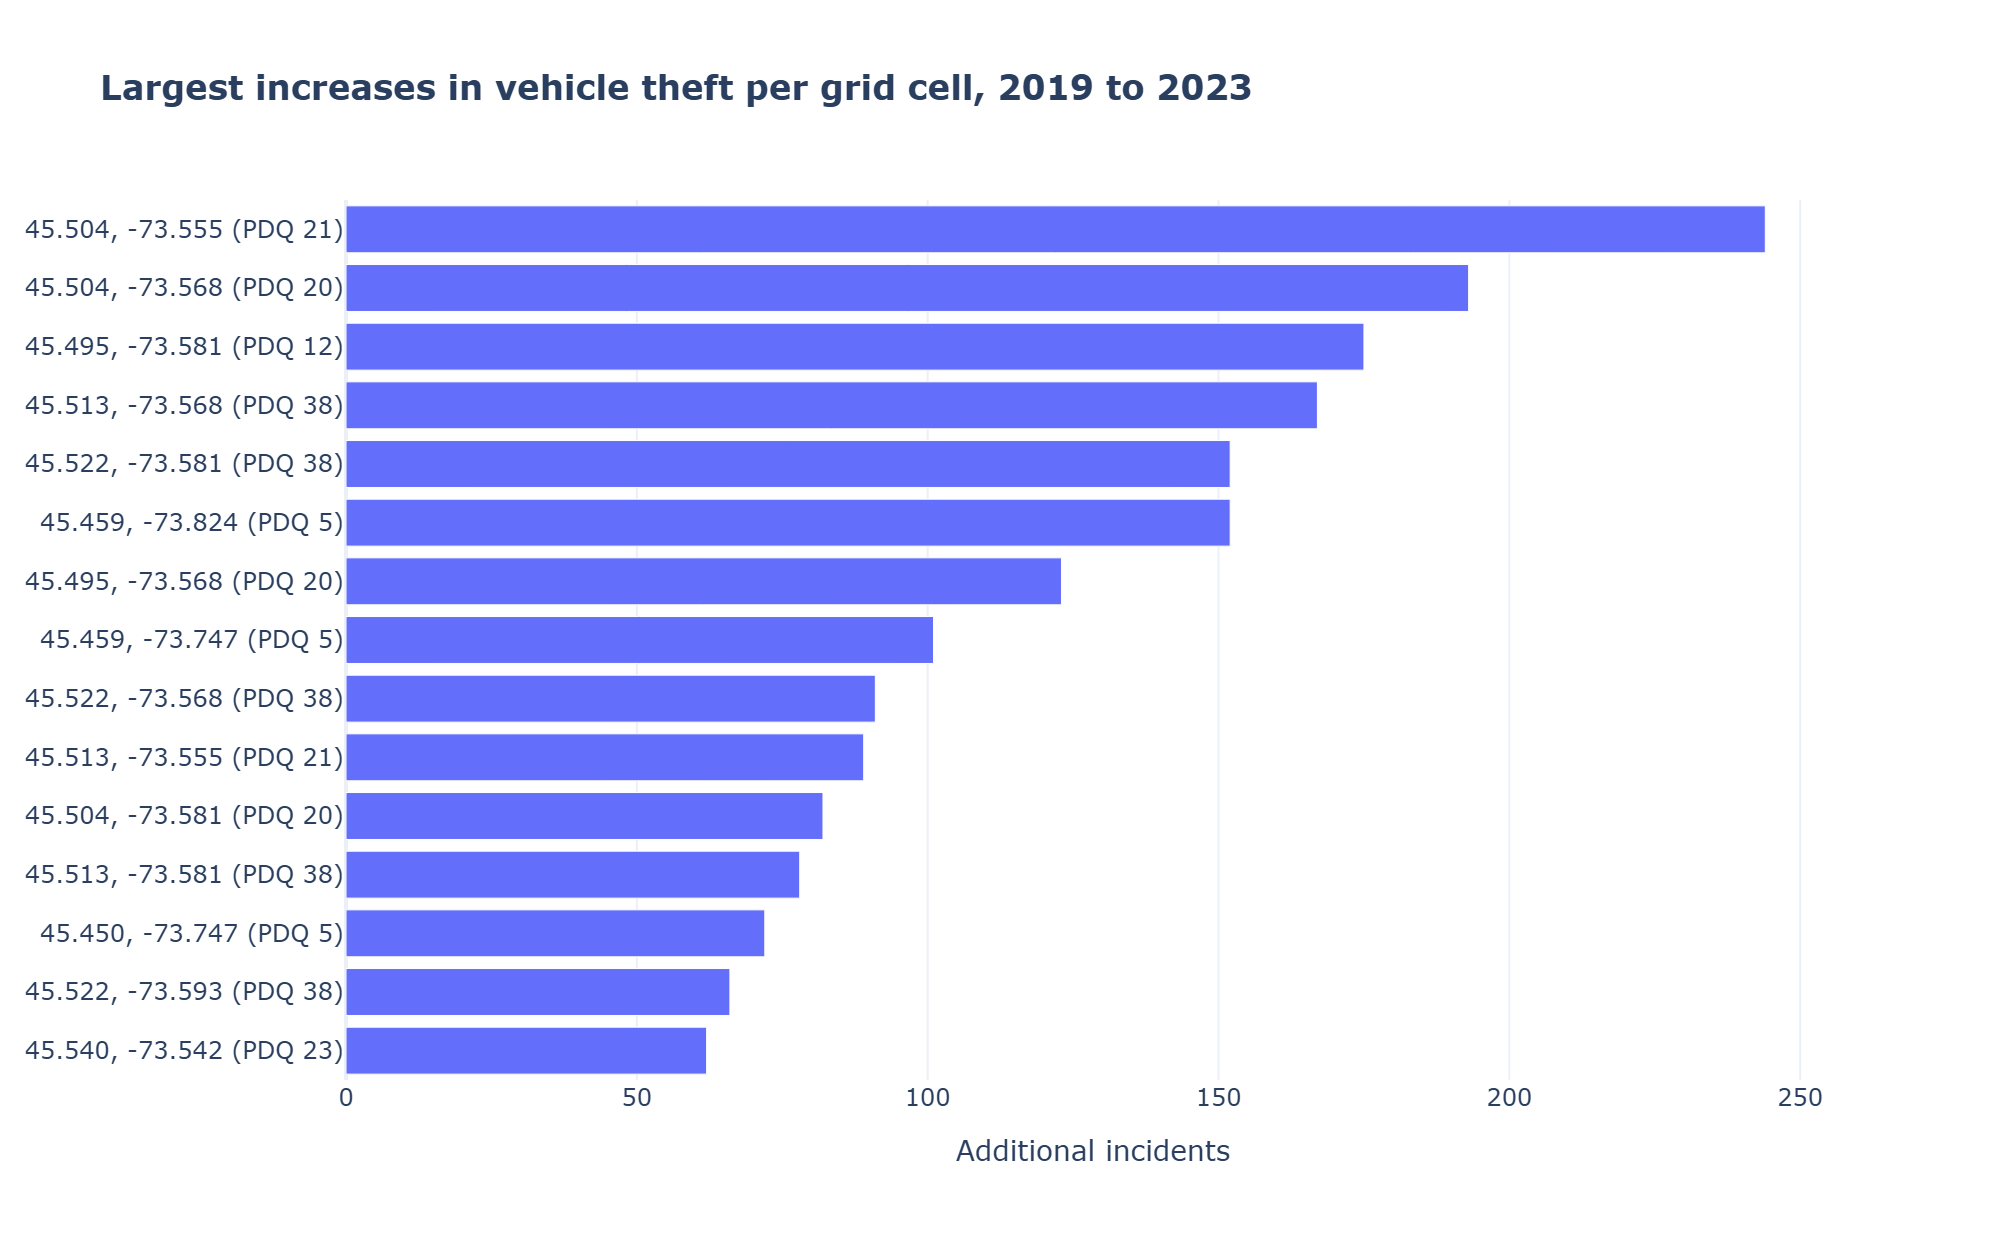 Largest increases in vehicle theft per grid cell, 2019 to 2023
45.504, -73.555 (PDQ 21)
45.504, -73.568 (PDQ 20)
45.495, -73.581 (PDQ 12)
45.513, -73.568 (PDQ 38)
45.522, -73.581 (PDQ 38)
45.459, -73.824 (PDQ 5)
45.495, -73.568 (PDQ 20)
45.459, -73.747 (PDQ 5)
45.522, -73.568 (PDQ 38)
45.513, -73.555 (PDQ 21)
45.504, -73.581 (PDQ 20)
45.513, -73.581 (PDQ 38)
45.450, -73.747 (PDQ 5)
45.522, -73.593 (PDQ 38)
45.540, -73.542 (PDQ 23)
0 50 100 150 200 250
Additional incidents